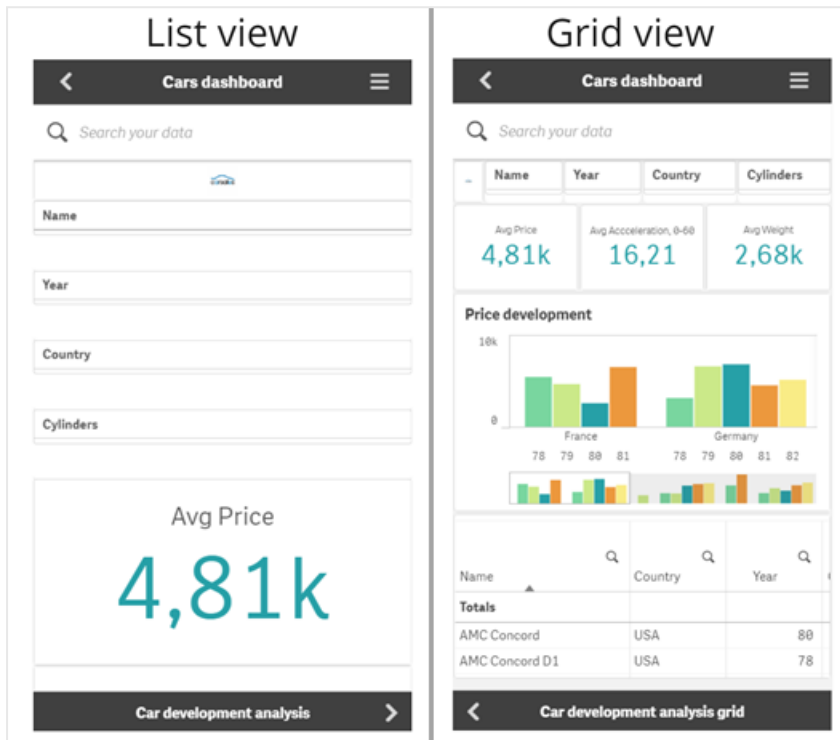 List view
Cars dashboard
Search your data
Name
Year
Country
Cylinders
Avg Price
4,81k
Car development analysis
Grid view
Cars dashboard
Search your data
Name Year Country Cylinders
Avg Price Avg Accceleration, 0-60 Avg Weight
4,81k 16,21 2,68k
Price development
10k
0
France Germany
78 79 80 81 78 79 80 81 82
Name Country Year
Totals
AMC Concord USA 80
AMC Concord D1 USA 78
Car development analysis grid